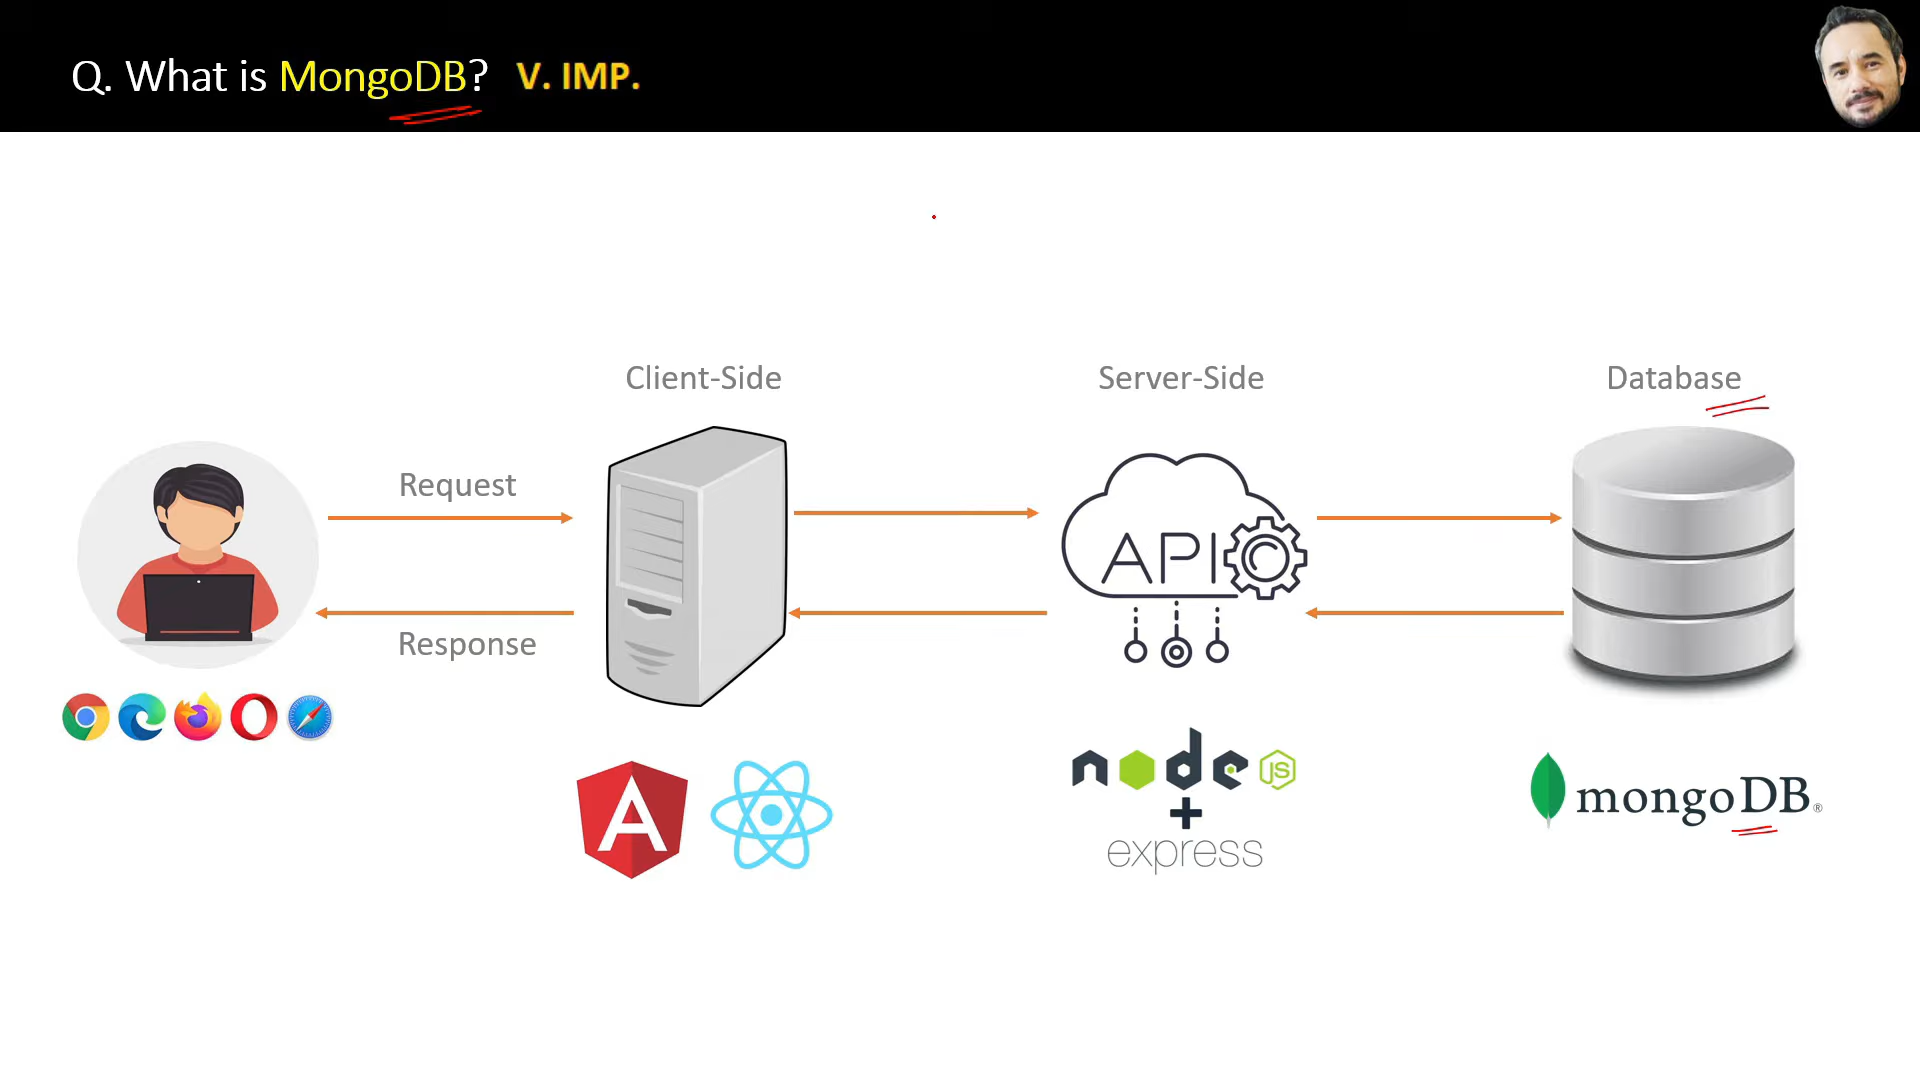 Q. What is MongoDB? V. IMP.
Client-Side
Server-Side
Database
Request
Response
API
node JS
+
express
mongoDB®